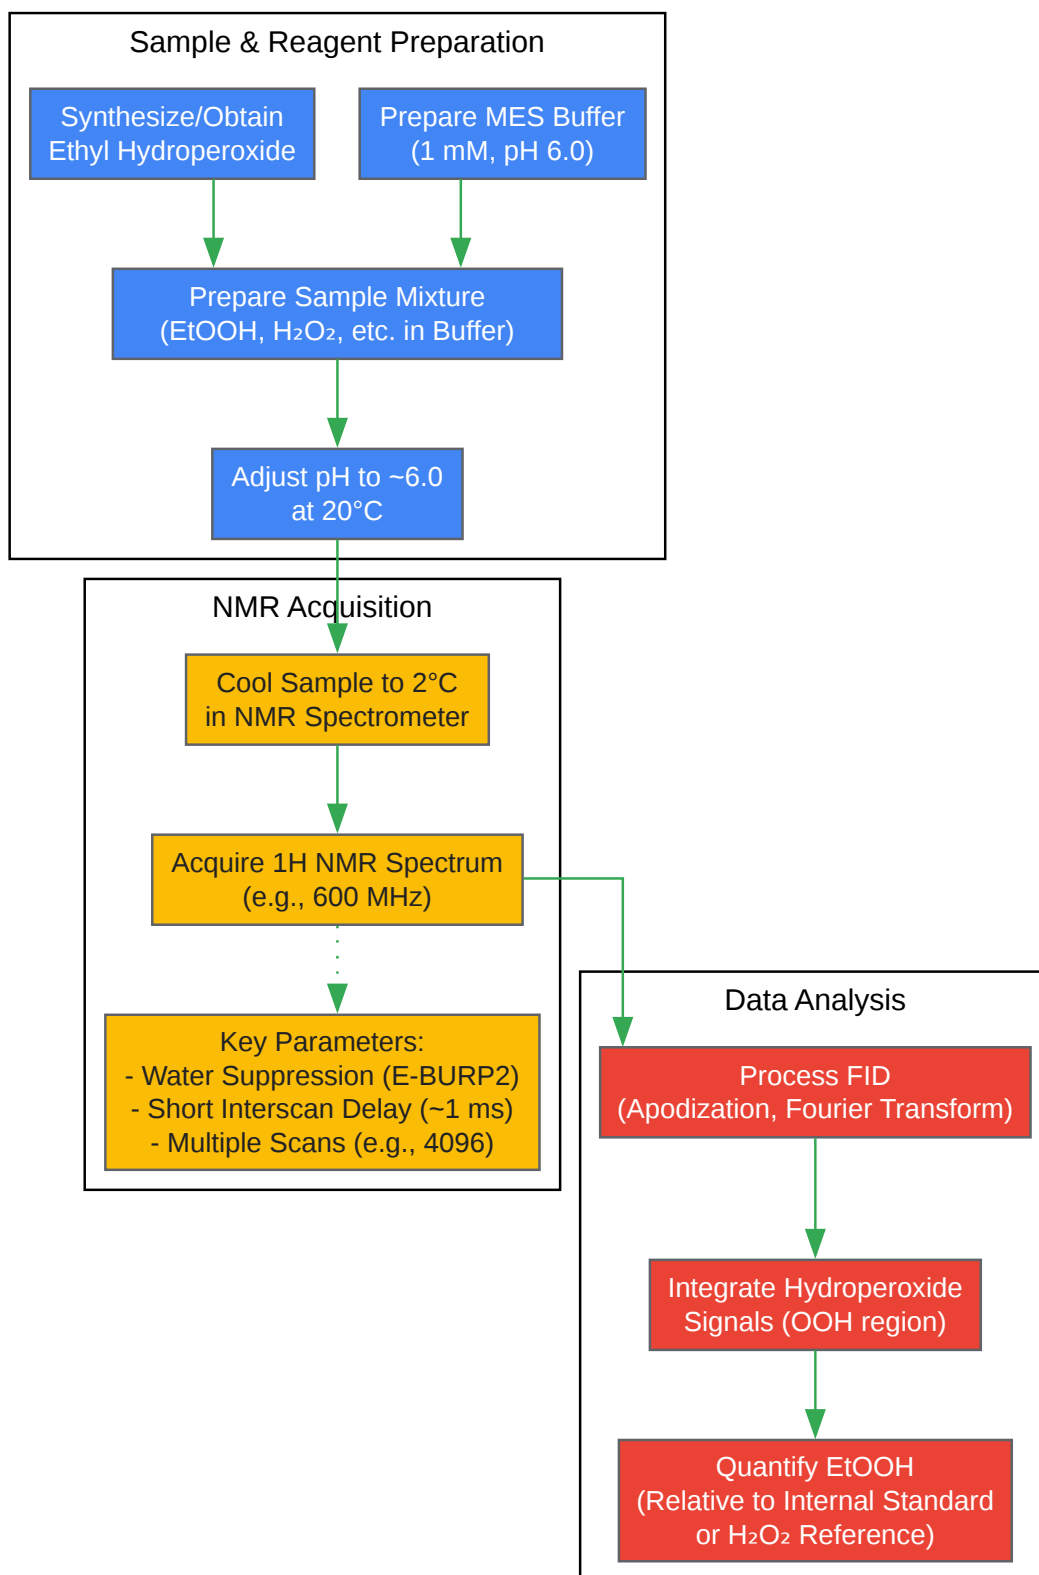 Sample & Reagent Preparation
Synthesize/Obtain
Ethyl Hydroperoxide
Prepare MES Buffer
(1 mM, pH 6.0)
Prepare Sample Mixture
(EtOOH, H₂O₂, etc. in Buffer)
Adjust pH to ~6.0
at 20°C
NMR Acquisition
Cool Sample to 2°C
in NMR Spectrometer
Acquire 1H NMR Spectrum
(e.g., 600 MHz)
Key Parameters:
- Water Suppression (E-BURP2)
- Short Interscan Delay (~1 ms)
- Multiple Scans (e.g., 4096)
Data Analysis
Process FID
(Apodization, Fourier Transform)
Integrate Hydroperoxide
Signals (OOH region)
Quantify EtOOH
(Relative to Internal Standard
or H₂O₂ Reference)